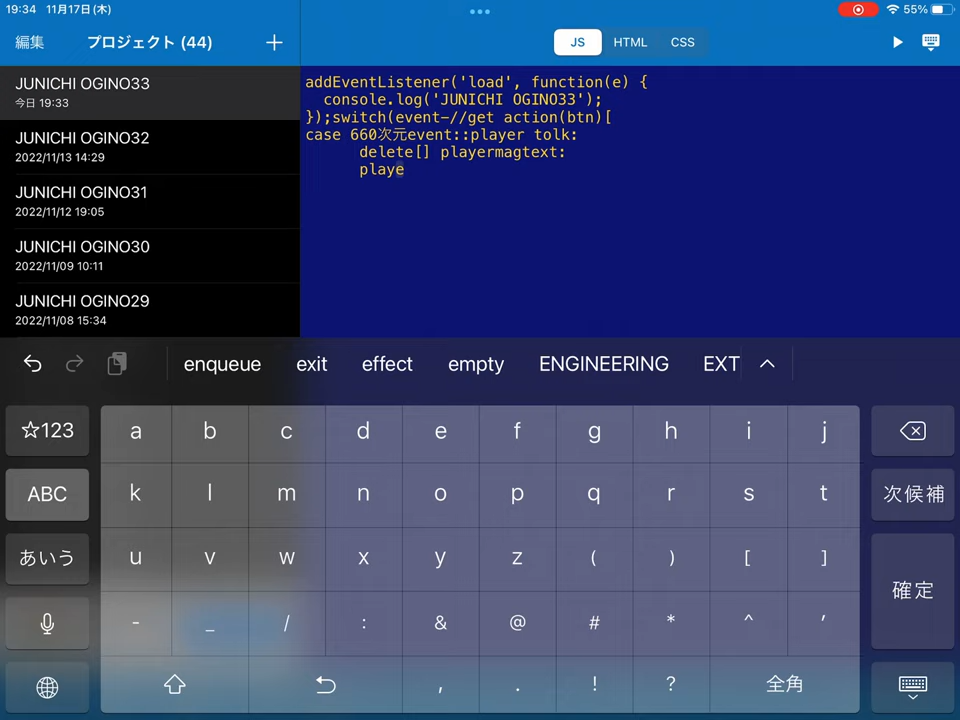 19:34 11月17日(木)
55%
編集 プロジェクト (44) +
JS HTML CSS
JUNICHI OGINO33
今日 19:33
JUNICHI OGINO32
2022/11/13 14:29
JUNICHI OGINO31
2022/11/12 19:05
JUNICHI OGINO30
2022/11/09 10:11
JUNICHI OGINO29
2022/11/08 15:34
addEventListener('load', function(e) {
console.log('JUNICHI OGINO33');
});switch(event-//get action(btn)[
case 660次元event::player tolk:
delete[] playermagtext:
playe
enqueue exit effect empty ENGINEERING EXT
☆123 a b c d e f g h i j
ABC k l m n o p q r s t 次候補
あいう u v w x y z ( ) [ ] 確定
- _ / : & @ # * ^ ′
, . ! ? 全角